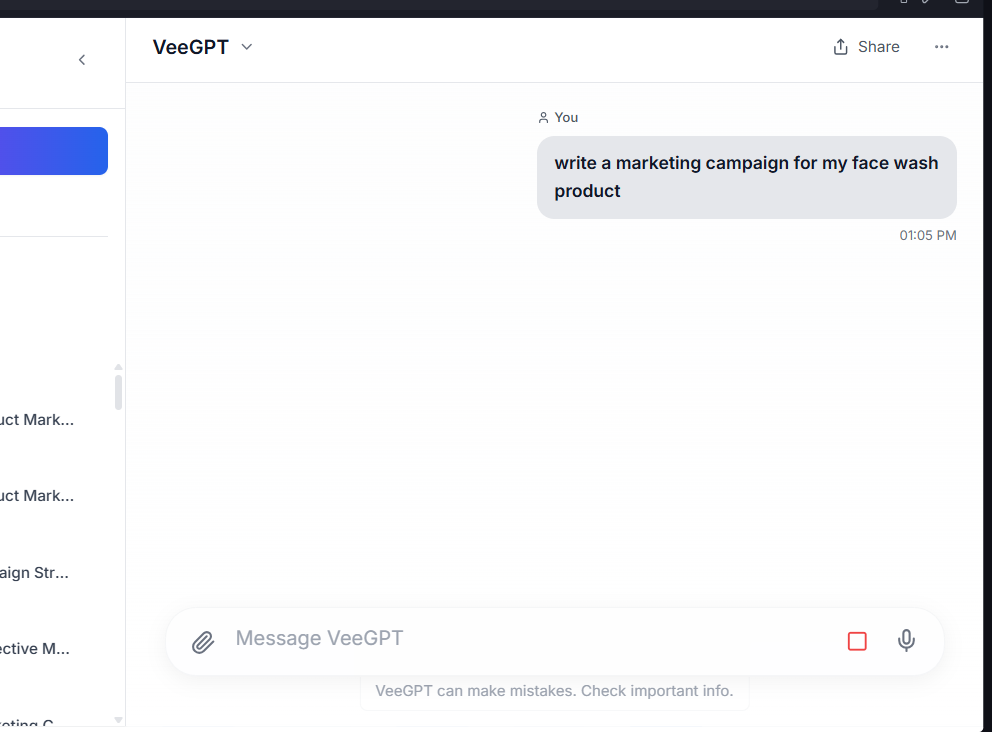 VeeGPT
Share
You
write a marketing campaign for my face wash
product
01:05 PM
uct Mark...
uct Mark...
aign Str...
ective M...
eting C
Message VeeGPT
VeeGPT can make mistakes. Check important info.